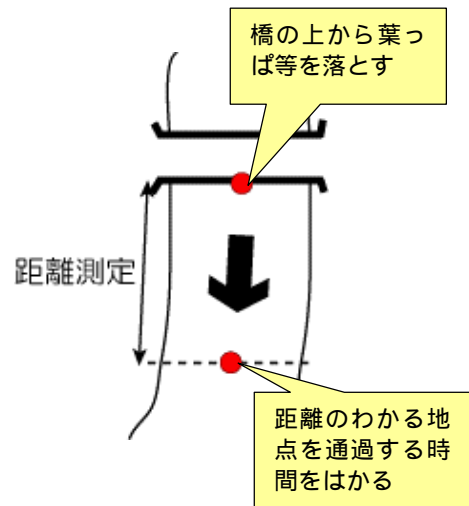 橋の上から葉っ
ぱ等を落とす
距離測定
距離のわかる地
点を通過する時
間をはかる